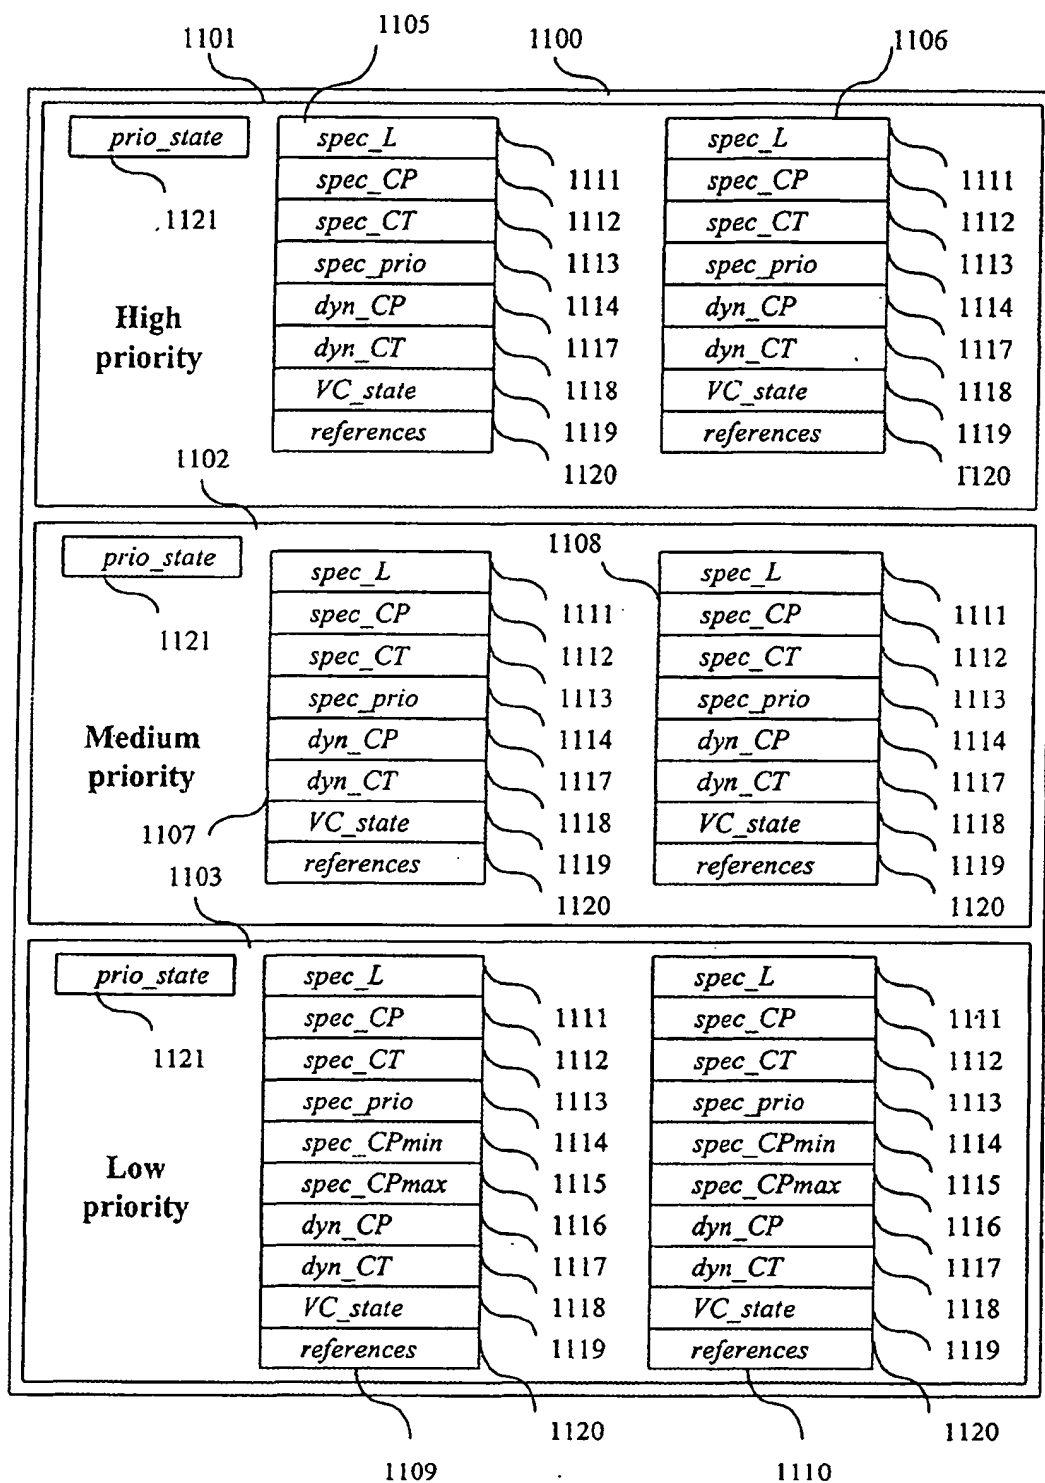 1105
1101
1100
1106
prio_state
spec_L
spec_L
spec_CP
1111
spec_CP
1111
1121
spec_CT
1112
spec_CT
1112
spec_prio
1113
spec_prio
1113
High
priority
dyn_CP
1114
dyn_CP
1114
dyn_CT
1117
dyn_CT
1117
VC_state
1118
VC_state
1118
references
1119
references
1119
1102
1120
1120
prio_state
1108
spec_L
spec_L
spec_CP
1111
spec_CP
1111
1121
spec_CT
1112
spec_CT
1112
spec_prio
1113
spec_prio
1113
Medium
priority
dyn_CP
1114
dyn_CP
1114
dyn_CT
1117
dyn_CT
1117
1107
VC_state
1118
VC_state
1118
references
1119
references
1119
1103
1120
1120
prio_state
spec_L
spec_L
spec_CP
1111
spec_CP
1111
1121
spec_CT
1112
spec_CT
1112
spec_prio
1113
spec_prio
1113
Low
priority
spec_CPmin
1114
spec_CPmin
1114
spec_CPmax
1115
spec_CPmax
1115
dyn_CP
1116
dyn_CP
1116
dyn_CT
1117
dyn_CT
1117
VC_state
1118
VC_state
1118
references
1119
references
1119
1120
1120
1109
1110